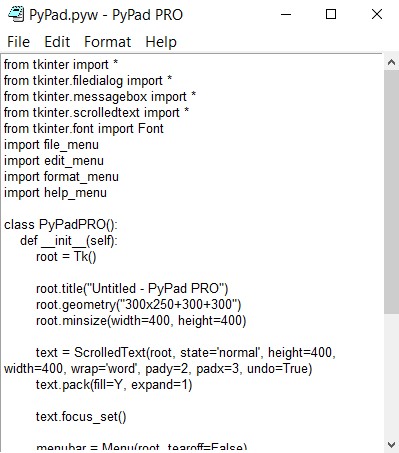 PyPad.pyw - PyPad PRO
File Edit Format Help
from tkinter import *
from tkinter.filedialog import *
from tkinter.messagebox import *
from tkinter.scrolledtext import *
from tkinter.font import Font
import file_menu
import edit_menu
import format_menu
import help_menu
class PyPadPRO():
def __init__(self):
root = Tk()
root.title("Untitled - PyPad PRO")
root.geometry("300x250+300+300")
root.minsize(width=400, height=400)
text = ScrolledText(root, state='normal', height=400,
width=400, wrap='word', pady=2, padx=3, undo=True)
text.pack(fill=Y, expand=1)
text.focus_set()
menubar = Menu(root, tearoff=False)